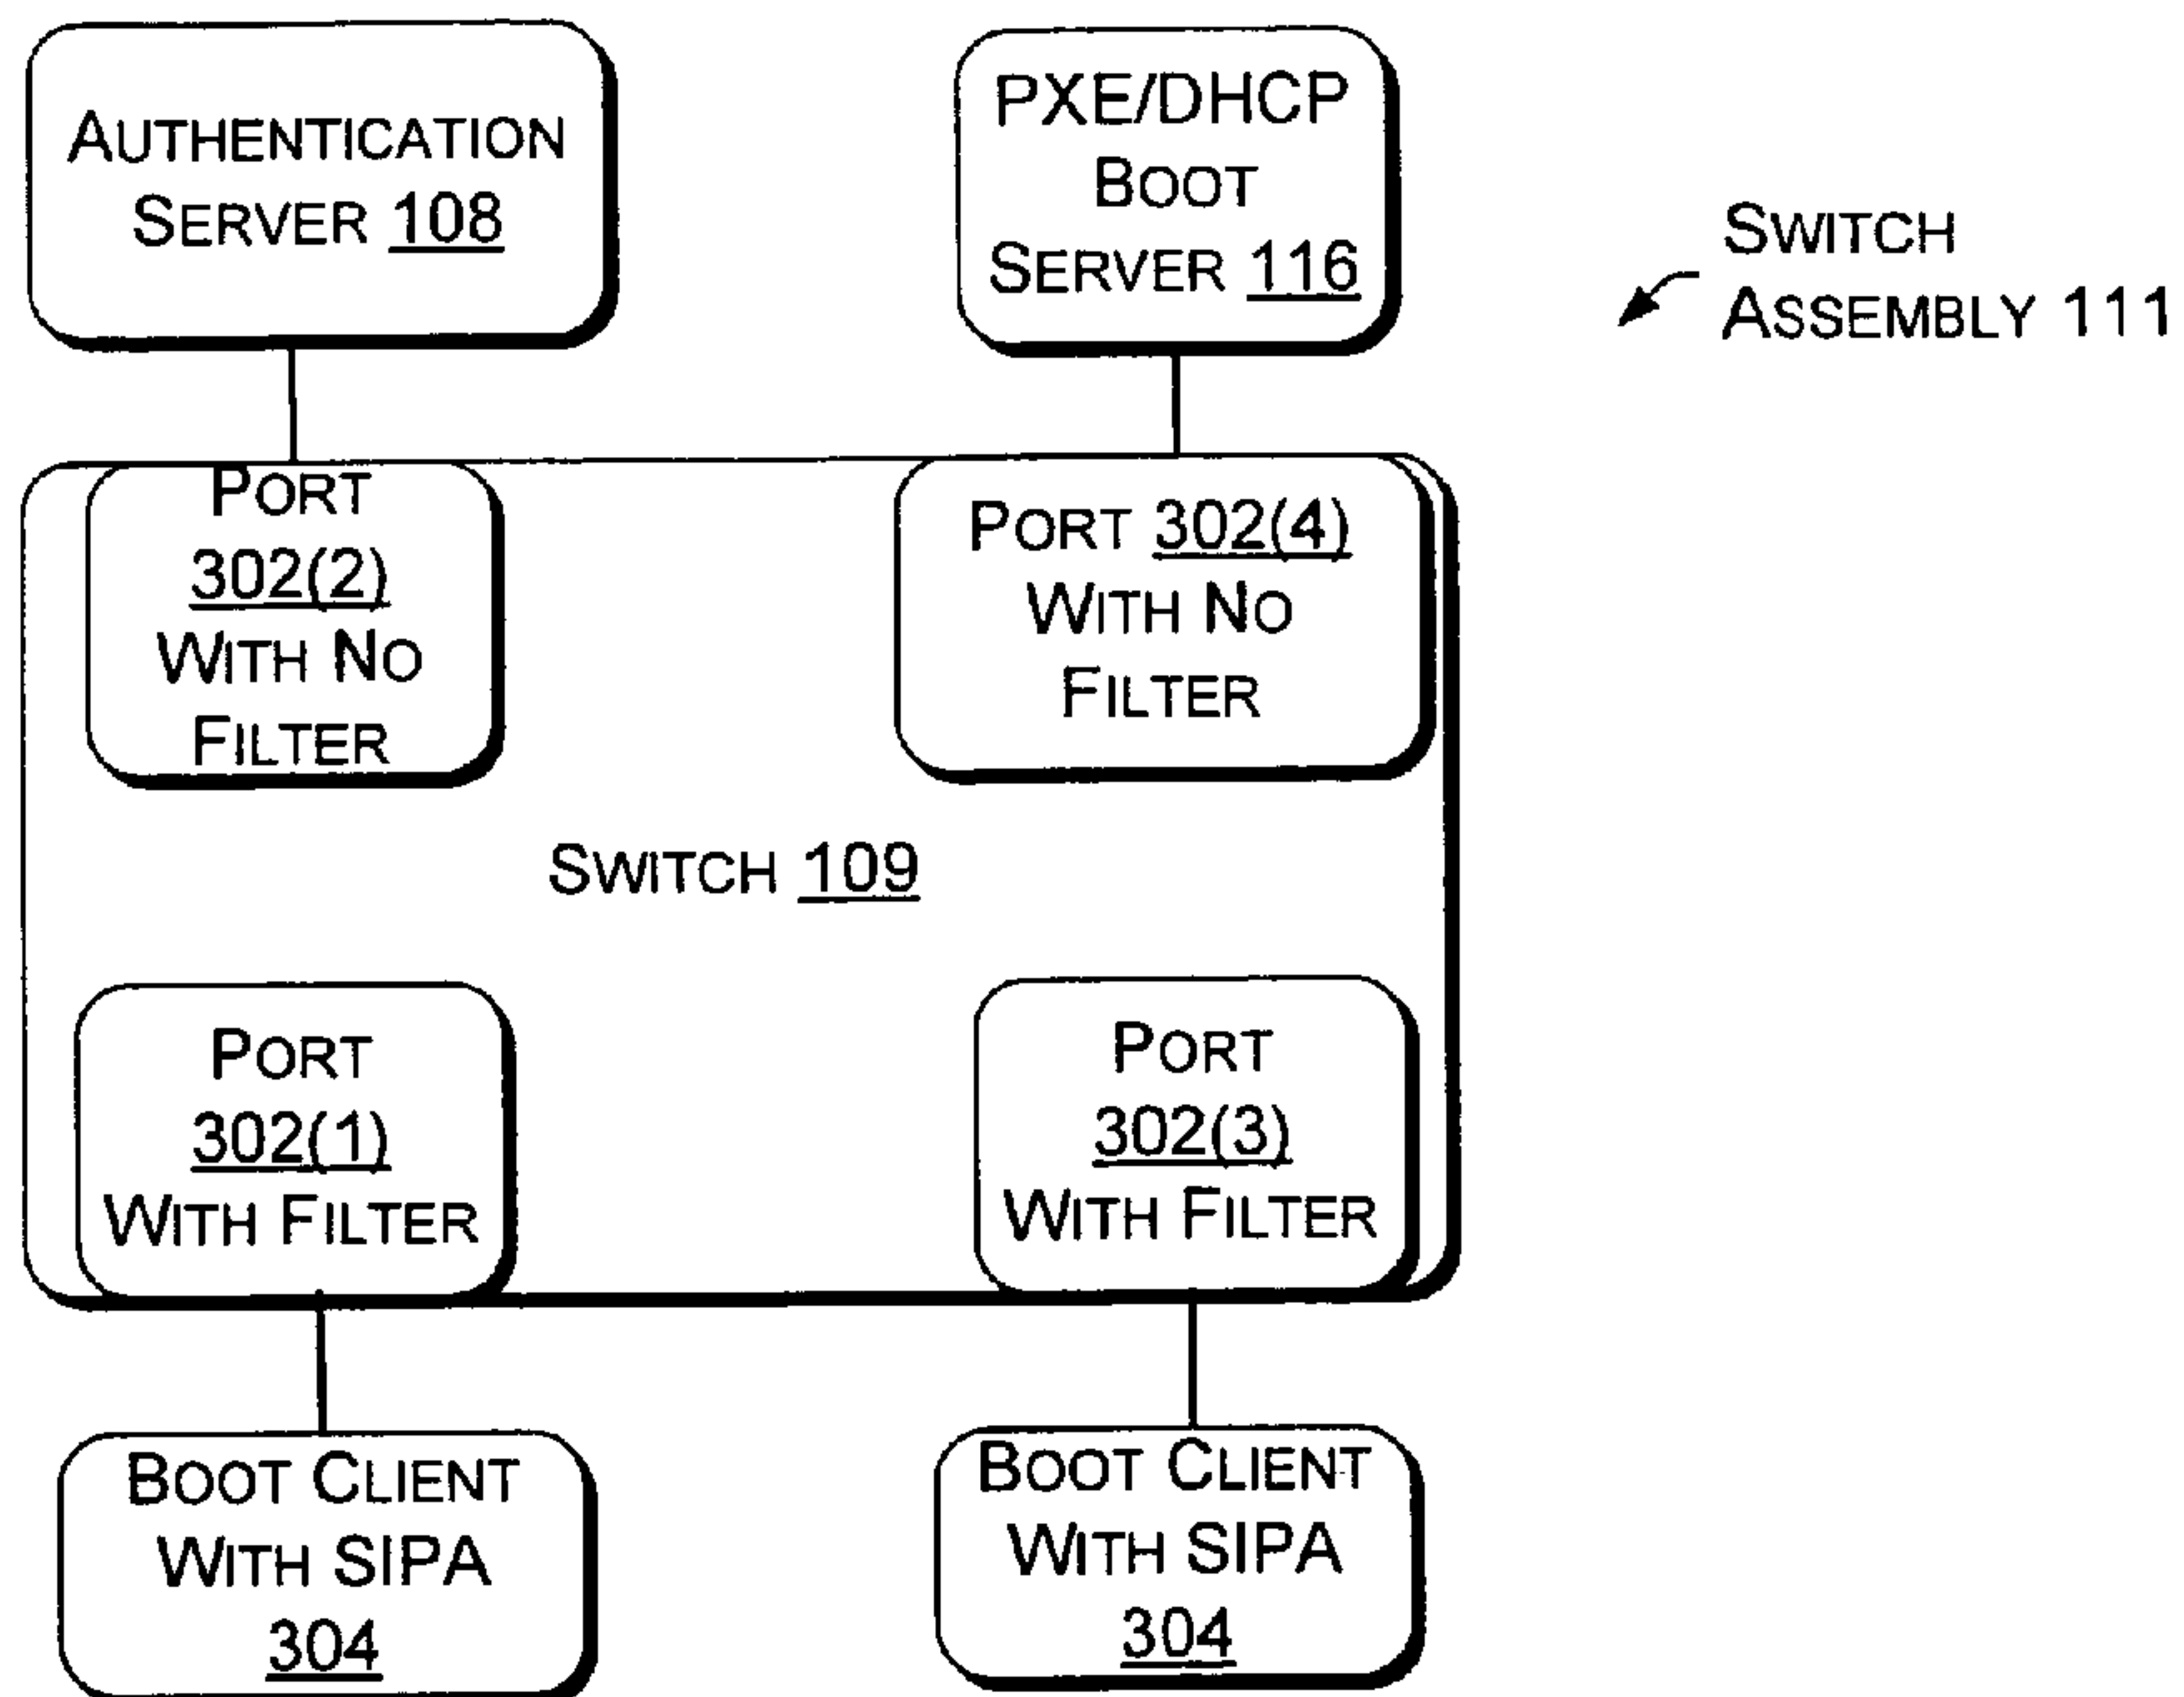 AUTHENTICATION
SERVER 108
PXE/DHCP
BOOT
SERVER 116
SWITCH
ASSEMBLY 111
PORT
302(2)
WITH NO
FILTER
PORT 302(4)
WITH NO
FILTER
SWITCH 109
PORT
302(1)
WITH FILTER
PORT
302(3)
WITH FILTER
BOOT CLIENT
WITH SIPA
304
BOOT CLIENT
WITH SIPA
304